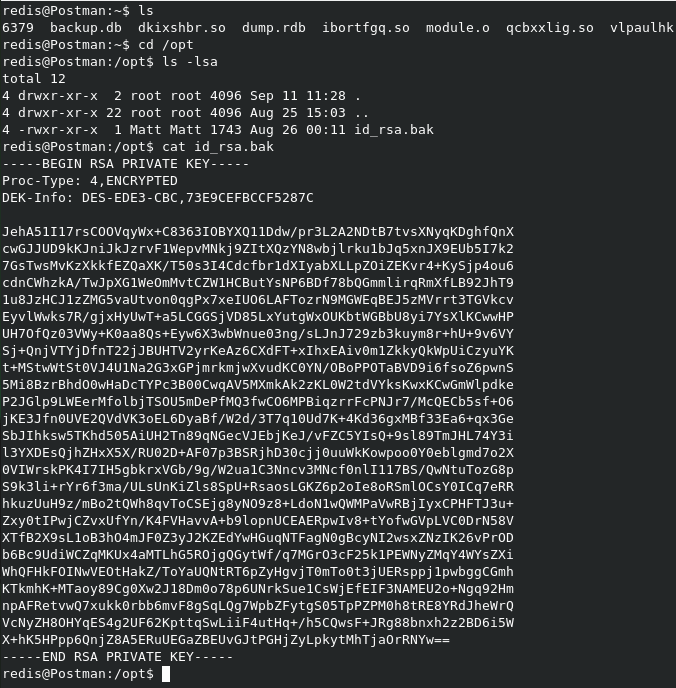 redis@Postman:~$ ls
6379  backup.db  dkixshbr.so  dump.rdb  ibortfgq.so  module.o  qcbxxlig.so  vlpaulhk
redis@Postman:~$ cd /opt
redis@Postman:/opt$ ls -lsa
total 12
4 drwxr-xr-x  2 root root 4096 Sep 11 11:28 .
4 drwxr-xr-x 22 root root 4096 Aug 25 15:03 ..
4 -rwxr-xr-x  1 Matt Matt 1743 Aug 26 00:11 id_rsa.bak
redis@Postman:/opt$ cat id_rsa.bak
-----BEGIN RSA PRIVATE KEY-----
Proc-Type: 4,ENCRYPTED
DEK-Info: DES-EDE3-CBC,73E9CEFBCCF5287C

JehA51I17rsCOOVqyWx+C8363IOBYXQ11Ddw/pr3L2A2NDtB7tvsXNyqKDghfQnX
cwGJJUD9kKJniJkJzrvF1WepvMNkj9ZItXQzYN8wbjlrku1bJq5xnJX9EUb5I7k2
7GsTwsMvKzXkkfEZQaXK/T50s3I4Cdcfbr1dXIyabXLLpZOiZEKvr4+KySjp4ou6
cdnCWhzkA/TwJpXG1WeOmMvtCZW1HCButYsNP6BDf78bQGmmlirqRmXfLB92JhT9
1u8JzHCJ1zZMG5vaUtvon0qgPx7xeIUO6LAFTozrN9MGWEqBEJ5zMVrrt3TGVkcv
EyvlWwks7R/gjxHyUwT+a5LCGGSjVD85LxYutgWxOUKbtWGBbU8yi7YsXlKCwwHP
UH7OfQz03VWy+K0aa8Qs+Eyw6X3wbWnue03ng/sLJnJ729zb3kuym8r+hU+9v6VY
Sj+QnjVTYjDfnT22jJBUHTV2yrKeAz6CXdFT+xIhxEAiv0m1ZkkyQkWpUiCzyuYK
t+MStwWtSt0VJ4U1Na2G3xGPjmrkmjwXvudKC0YN/OBoPPOTaBVD9i6fsoZ6pwnS
5Mi8BzrBhdO0wHaDcTYPc3B00CwqAV5MXmkAk2zKL0W2tdVYksKwxKCwGmWlpdke
P2JGlp9LWEerMfolbjTSOU5mDePfMQ3fwCO6MPBiqzrrFcPNJr7/McQECb5sf+O6
jKE3Jfn0UVE2QVdVK3oEL6DyaBf/W2d/3T7q10Ud7K+4Kd36gxMBf33Ea6+qx3Ge
SbJIhksw5TKhd505AiUH2Tn89qNGecVJEbjKeJ/vFZC5YIsQ+9sl89TmJHL74Y3i
l3YXDEsQjhZHxX5X/RU02D+AF07p3BSRjhD30cjj0uuWkKowpoo0Y0eblgmd7o2X
0VIWrskPK4I7IH5gbkrxVGb/9g/W2ua1C3Nncv3MNcf0nlI117BS/QwNtuTozG8p
S9k3li+rYr6f3ma/ULsUnKiZls8SpU+RsaosLGKZ6p2oIe8oRSmlOCsY0ICq7eRR
hkuzUuH9z/mBo2tQWh8qvToCSEjg8yNO9z8+LdoN1wQWMPaVwRBjIyxCPHFTJ3u+
Zxy0tIPwjCZvxUfYn/K4FVHavvA+b9lopnUCEAERpwIv8+tYofwGVpLVC0DrN58V
XTfB2X9sL1oB3hO4mJF0Z3yJ2KZEdYwHGuqNTFagN0gBcyNI2wsxZNzIK26vPrOD
b6Bc9UdiWCZqMKUx4aMTLhG5ROjgQGytWf/q7MGrO3cF25k1PEWNyZMqY4WYsZXi
WhQFHkFOINwVEOtHakZ/ToYaUQNtRT6pZyHgvjT0mTo0t3jUERsppj1pwbggCGmh
KTkmhK+MTaoy89Cg0Xw2J18Dm0o78p6UNrkSue1CsWjEfEIF3NAMEU2o+Ngq92Hm
npAFRetvwQ7xukk0rbb6mvF8gSqLQg7WpbZFytgS05TpPZPM0h8tRE8YRdJheWrQ
VcNyZH8OHYqES4g2UF62KpttqSwLiiF4utHq+/h5CQwsF+JRg88bnxh2z2BD6i5W
X+hK5HPpp6QnjZ8A5ERuUEGaZBEUvGJtPGHjZyLpkytMhTjaOrRNYw==
-----END RSA PRIVATE KEY-----
redis@Postman:/opt$